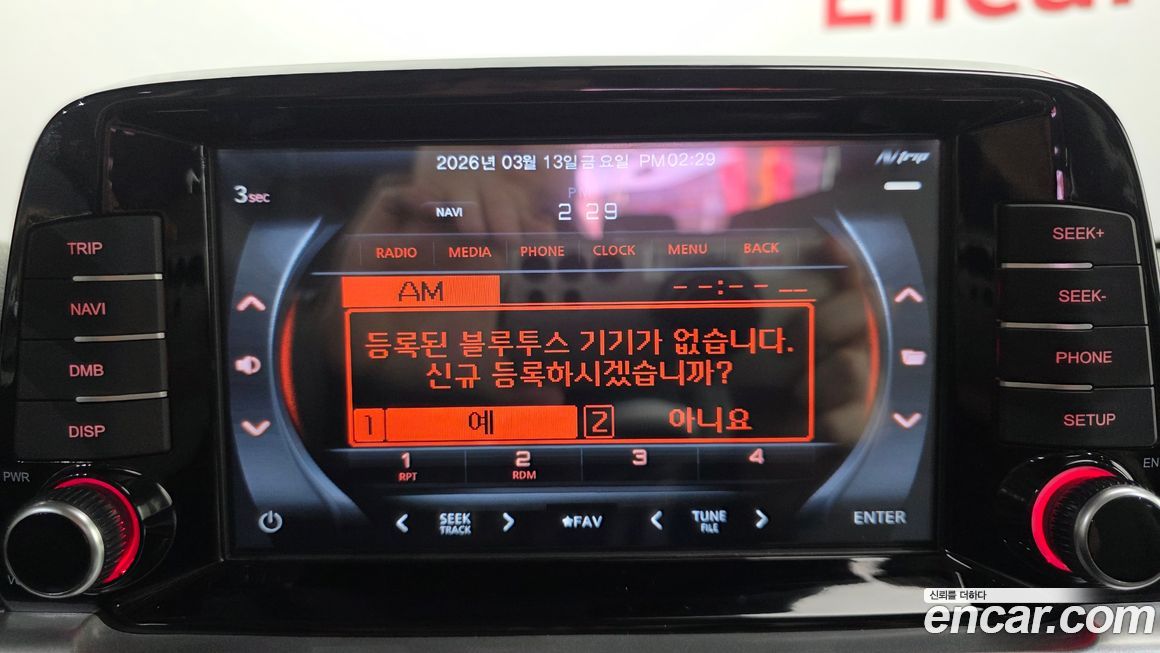 Encar
2026년 03월 13일금요일 PM02:29
trip
3sec
NAVI
2 29
RADIO MEDIA PHONE CLOCK MENU BACK
AM --:-- __
등록된 블루투스 기기가 없습니다.
신규 등록하시겠습니까?
1 예 2 아니요
1 2 3 4
RPT RDM
< SEEK TRACK > ★FAV < TUNE FILE > ENTER
TRIP
NAVI
DMB
DISP
PWR
SEEK+
SEEK-
PHONE
SETUP
신뢰를 더하다
encar.com